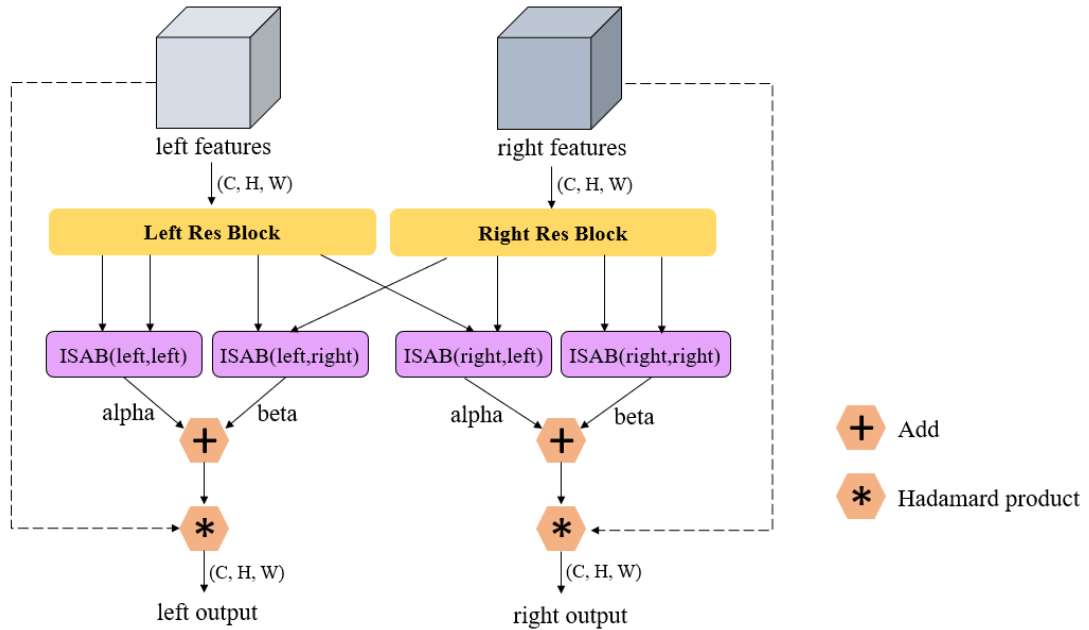 left features
right features
(C, H, W)
(C, H, W)
Left Res Block
Right Res Block
ISAB(left,left)
ISAB(left,right)
ISAB(right,left)
ISAB(right,right)
alpha
beta
alpha
beta
+
+
+
Add
*
*
*
Hadamard product
(C, H, W)
(C, H, W)
left output
right output